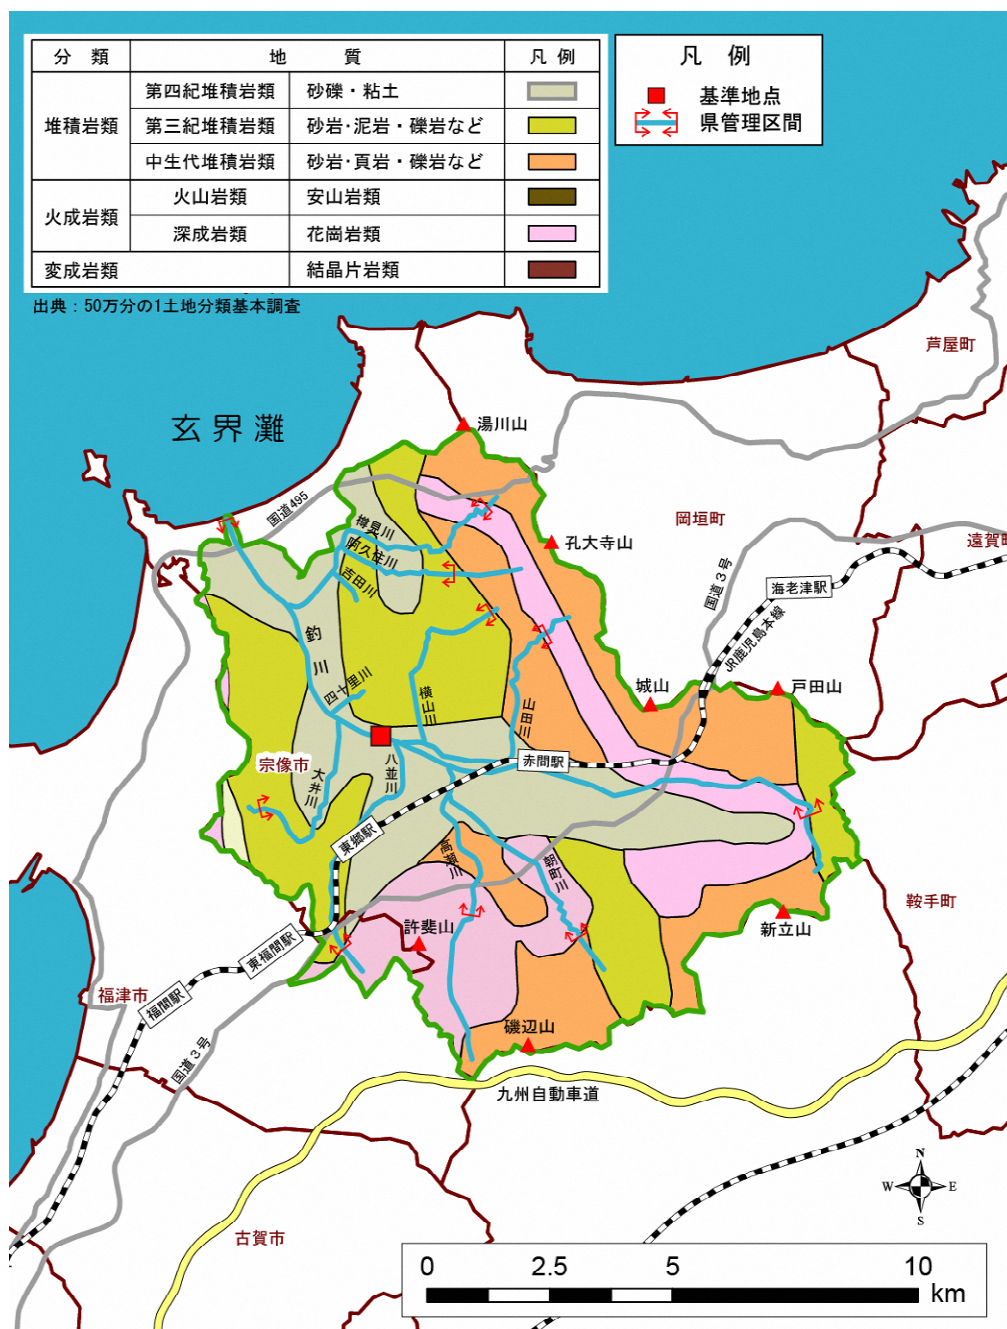 分 類 地 質 凡 例
堆積岩類
第四紀堆積岩類 砂礫・粘土
第三紀堆積岩類 砂岩・泥岩・礫岩など
中生代堆積岩類 砂岩・頁岩・礫岩など
火成岩類
火山岩類 安山岩類
深成岩類 花崗岩類
変成岩類 結晶片岩類
出典：50万分の1土地分類基本調査
凡 例
基準地点
県管理区間
芦屋町
玄界灘
湯川山
国道495
岡垣町
樽見川
孔大寺山
遠賀町
吉田川
国道３号
海老津駅
JR鹿児島本線
釣川
四十里川
横山川
山田川
城山
戸田山
宗像市
大井川
八並川
赤間駅
東郷駅
高瀬川
朝町川
鞍手町
許斐山
新立山
東福間駅
福間駅
福津市
磯辺山
国道３号
九州自動車道
古賀市
N
W E
S
0 2.5 5 10
km